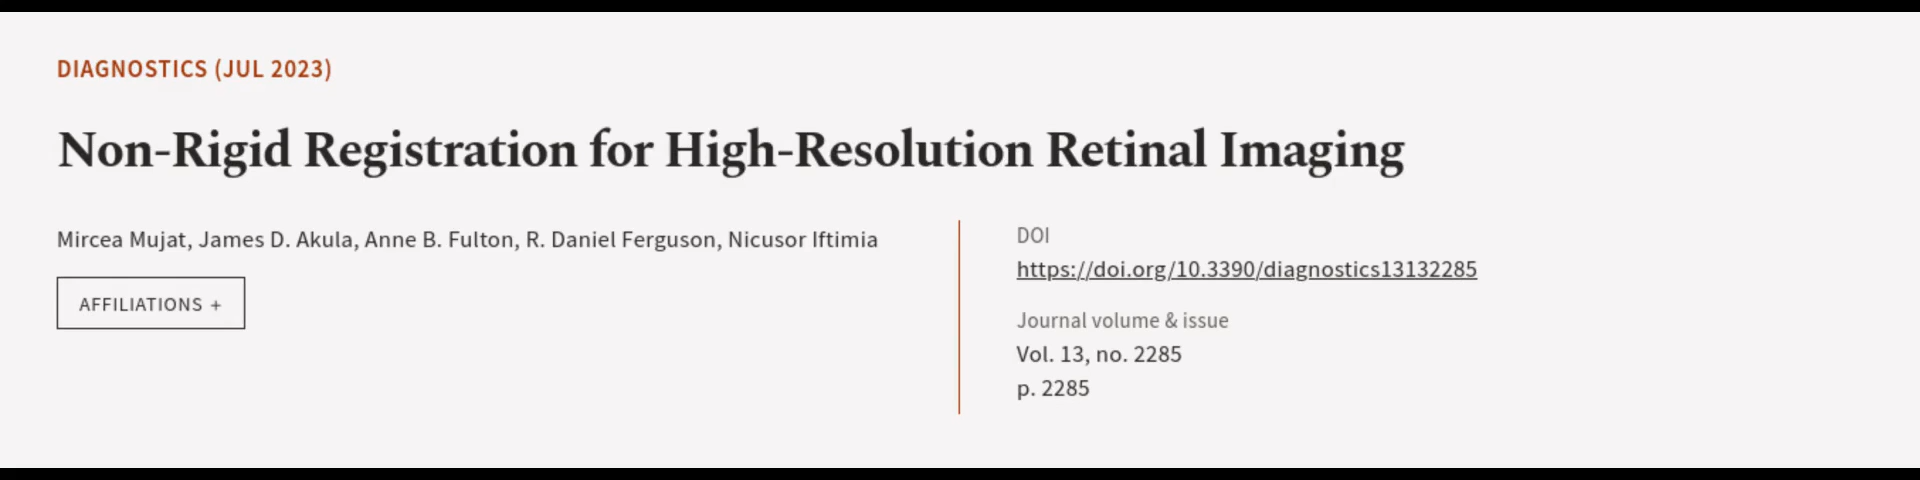 DIAGNOSTICS (JUL 2023)
Non-Rigid Registration for High-Resolution Retinal Imaging
Mircea Mujat, James D. Akula, Anne B. Fulton, R. Daniel Ferguson, Nicusor Iftimia
AFFILIATIONS +
DOI
https://doi.org/10.3390/diagnostics13132285
Journal volume & issue
Vol. 13, no. 2285
p. 2285